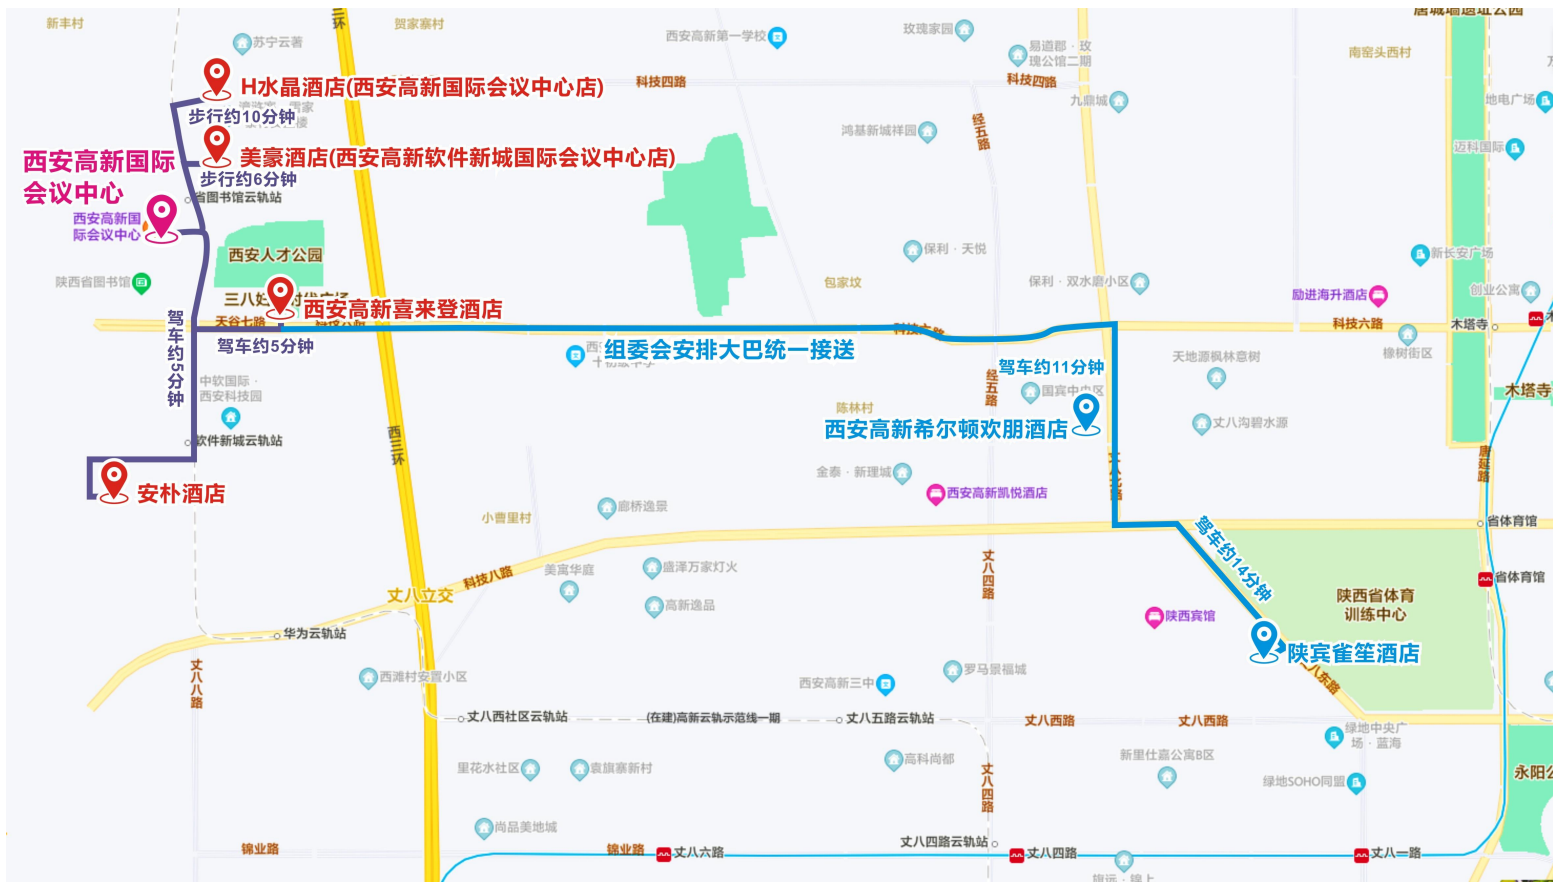 新丰村
三环
贺家寨村
苏宁云著
西安高新第一学校
玫瑰家园
易道郡·玫
瑰公馆二期
唐城墙遗址公园
南窑头西村
H水晶酒店(西安高新国际会议中心店)
科技四路
科技四路
九鼎城
地电广场
步行约10分钟
鸿基新城祥园
经五路
迈科国际
西安高新国际
会议中心
美豪酒店(西安高新软件新城国际会议中心店)
步行约6分钟
省图书馆云轨站
西安高新国
际会议中心
西安人才公园
保利·天悦
新长安广场
陕西省图书馆
包家坟
保利·双水磨小区
励进海升酒店
创业公寓
西安高新喜来登酒店
天谷七路
科技六路
科技六路
木塔寺
驾车约5分钟
驾车约5分钟
组委会安排大巴统一接送
橡树街区
驾车约11分钟
天地源枫林意树
中软国际·
西安科技园
经五路
国宾中央区
木塔寺
陈林村
西安高新希尔顿欢朋酒店
丈八沟碧水源
西三环
软件新城云轨站
金泰·新理城
丈八北路
唐延路
安朴酒店
西安高新凯悦酒店
廊桥逸景
小曹里村
省体育馆
驾车约14分钟
丈八四路
美寓华庭
盛泽万家灯火
科技八路
省体育馆
丈八立交
高新逸品
陕西省体育
训练中心
陕西宾馆
华为云轨站
陕宾雀笙酒店
丈八八路
西滩村安置小区
罗马景福城
西安高新三中
丈八东路
丈八西社区云轨站
(在建)高新云轨示范线一期
丈八五路云轨站
丈八西路
丈八西路
绿地中央广
场·蓝海
里花水社区
袁旗寨新村
高科尚都
新里仕嘉公寓B区
丈八四路
绿地SOHO同盟
永阳公
尚品美地城
锦业路
锦业路
丈八六路
丈八四路云轨站
丈八四路
丈八一路
旗远·锦上